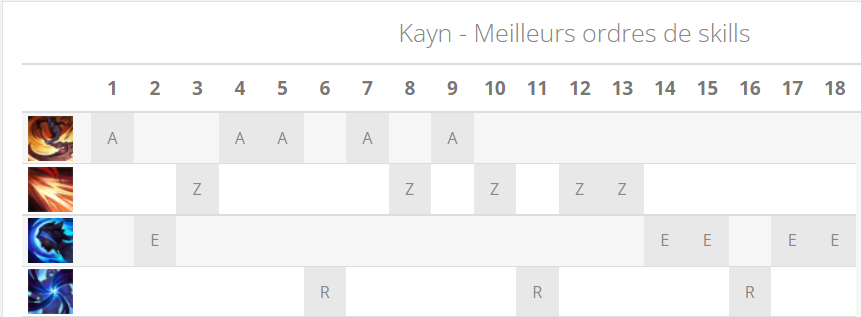 Kayn - Meilleurs ordres de skills
1 2 3 4 5 6 7 8 9 10 11 12 13 14 15 16 17 18
A A A A A
Z Z Z Z Z
E E E E E
R R R